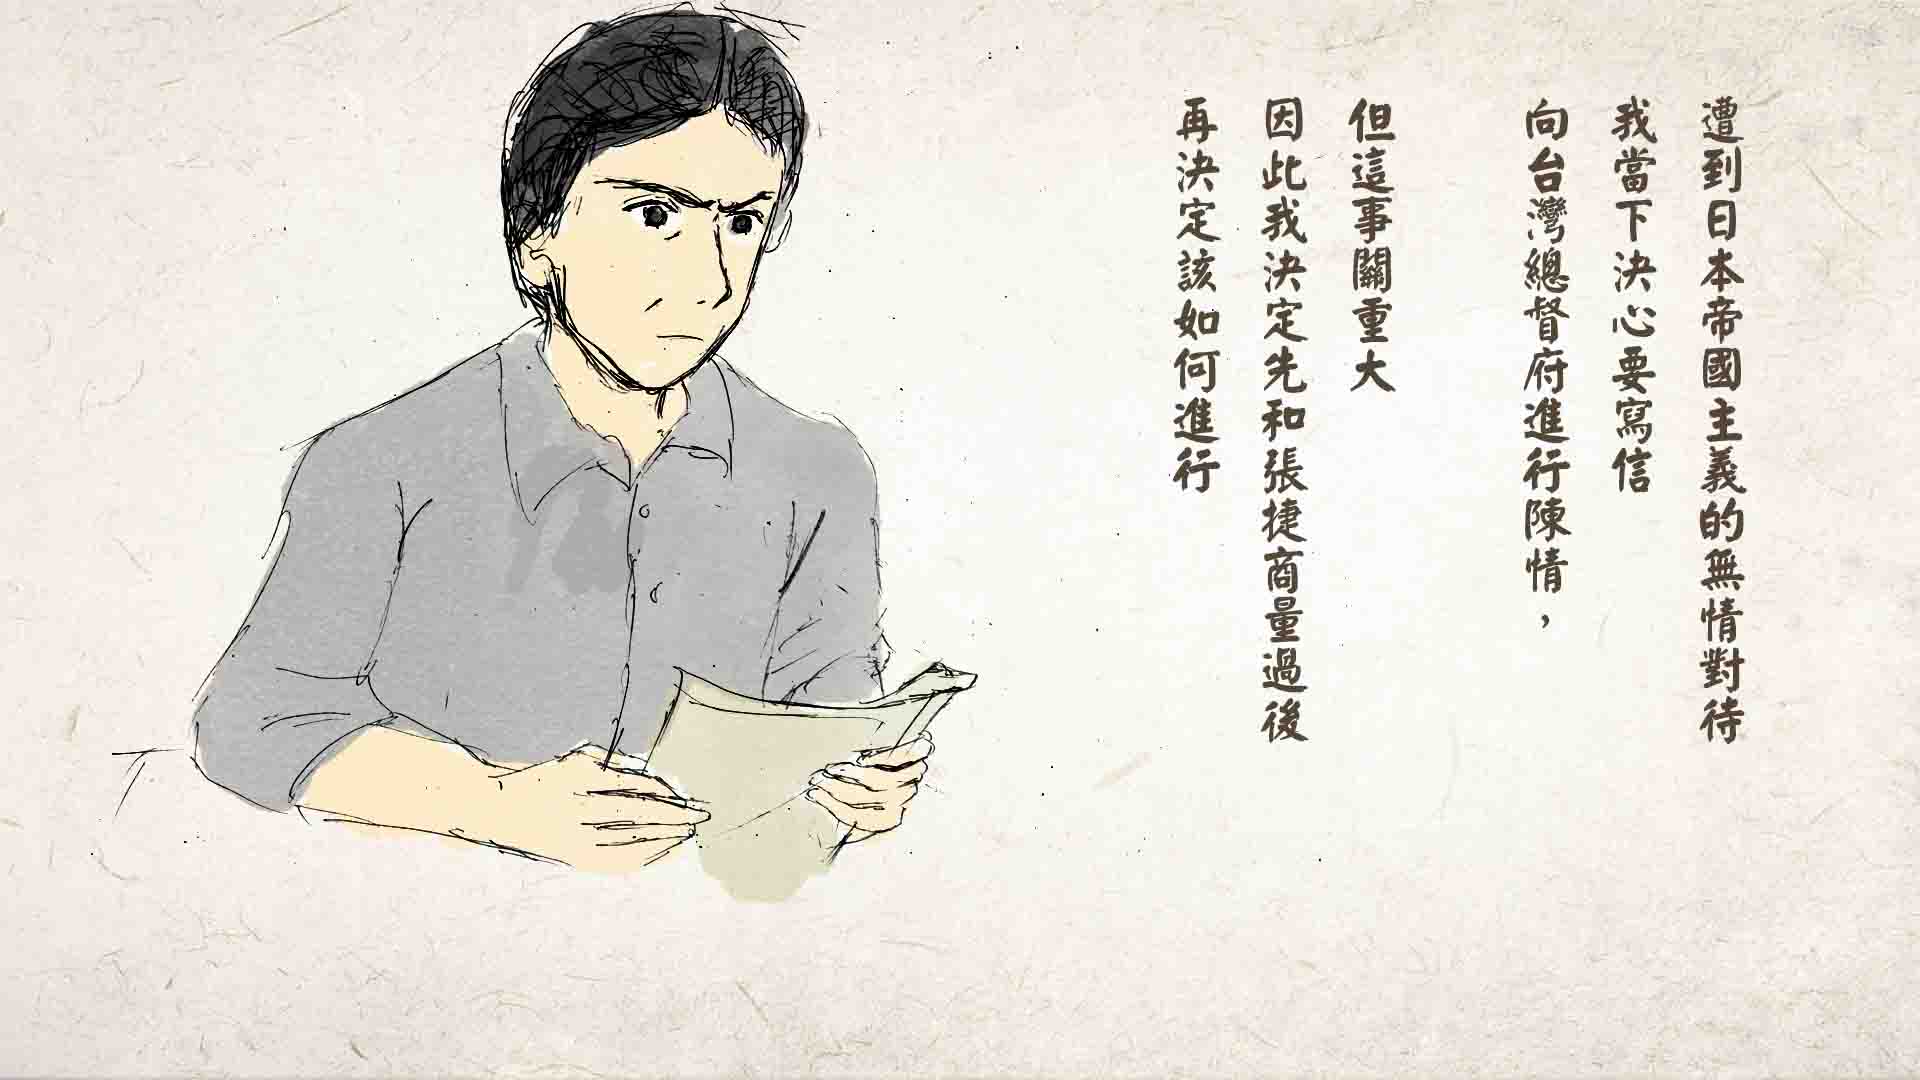 遭到日本帝國主義的無情對待
我當下決心要寫信
向台灣總督府進行陳情，
但這事關重大
因此我決定先和張捷商量過後
再決定該如何進行